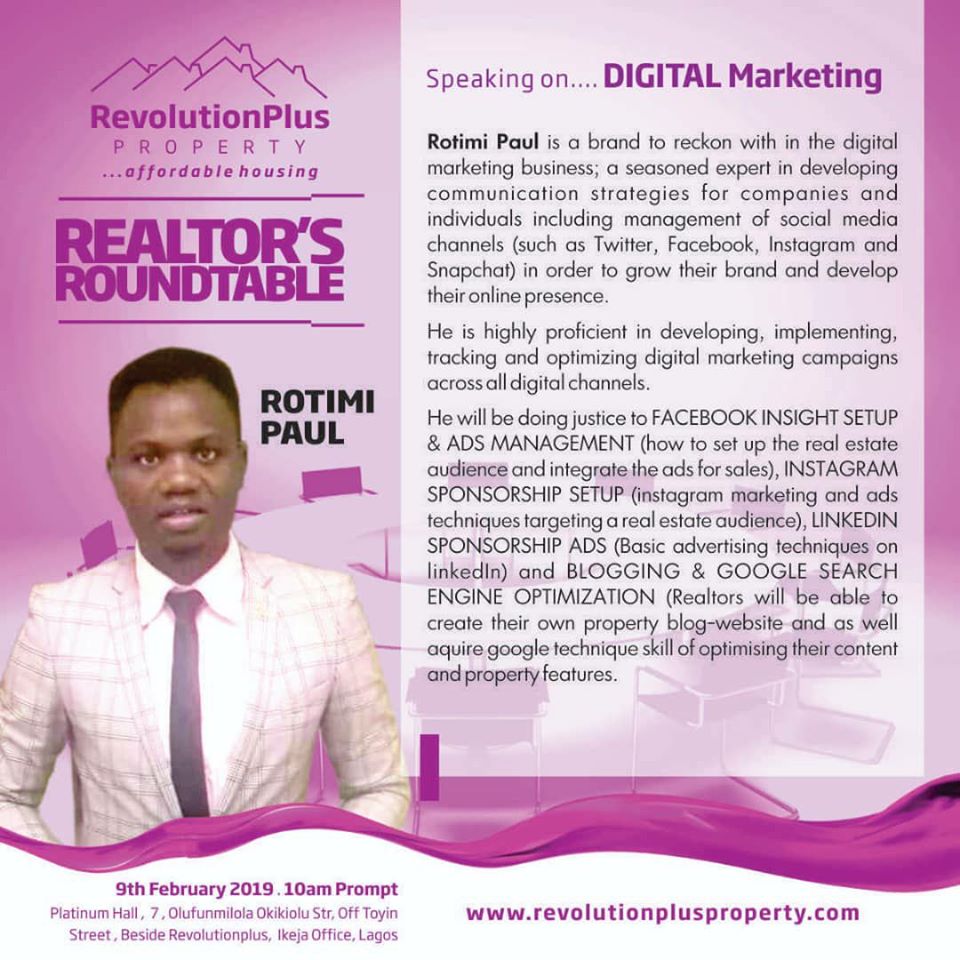 RevolutionPlus
PROPERTY
...affordable housing
REALTOR'S
ROUNDTABLE
ROTIMI
PAUL
Speaking on.... DIGITAL Marketing
Rotimi Paul is a brand to reckon with in the digital
marketing business; a seasoned expert in developing
communication strategies for companies and
individuals including management of social media
channels (such as Twitter, Facebook, Instagram and
Snapchat) in order to grow their brand and develop
their online presence.
He is highly proficient in developing, implementing,
tracking and optimizing digital marketing campaigns
across all digital channels.
He will be doing justice to FACEBOOK INSIGHT SETUP
& ADS MANAGEMENT (how to set up the real estate
audience and integrate the ads for sales), INSTAGRAM
SPONSORSHIP SETUP (instagram marketing and ads
techniques targeting a real estate audience), LINKEDIN
SPONSORSHIP ADS (Basic advertising techniques on
linkedIn) and BLOGGING & GOOGLE SEARCH
ENGINE OPTIMIZATION (Realtors will be able to
create their own property blog-website and as well
aquire google technique skill of optimising their content
and property features.
9th February 2019 . 10am Prompt
Platinum Hall , 7 , Olufunmilola Okikiolu Str, Off Toyin
Street , Beside Revolutionplus, Ikeja Office, Lagos
www.revolutionplusproperty.com